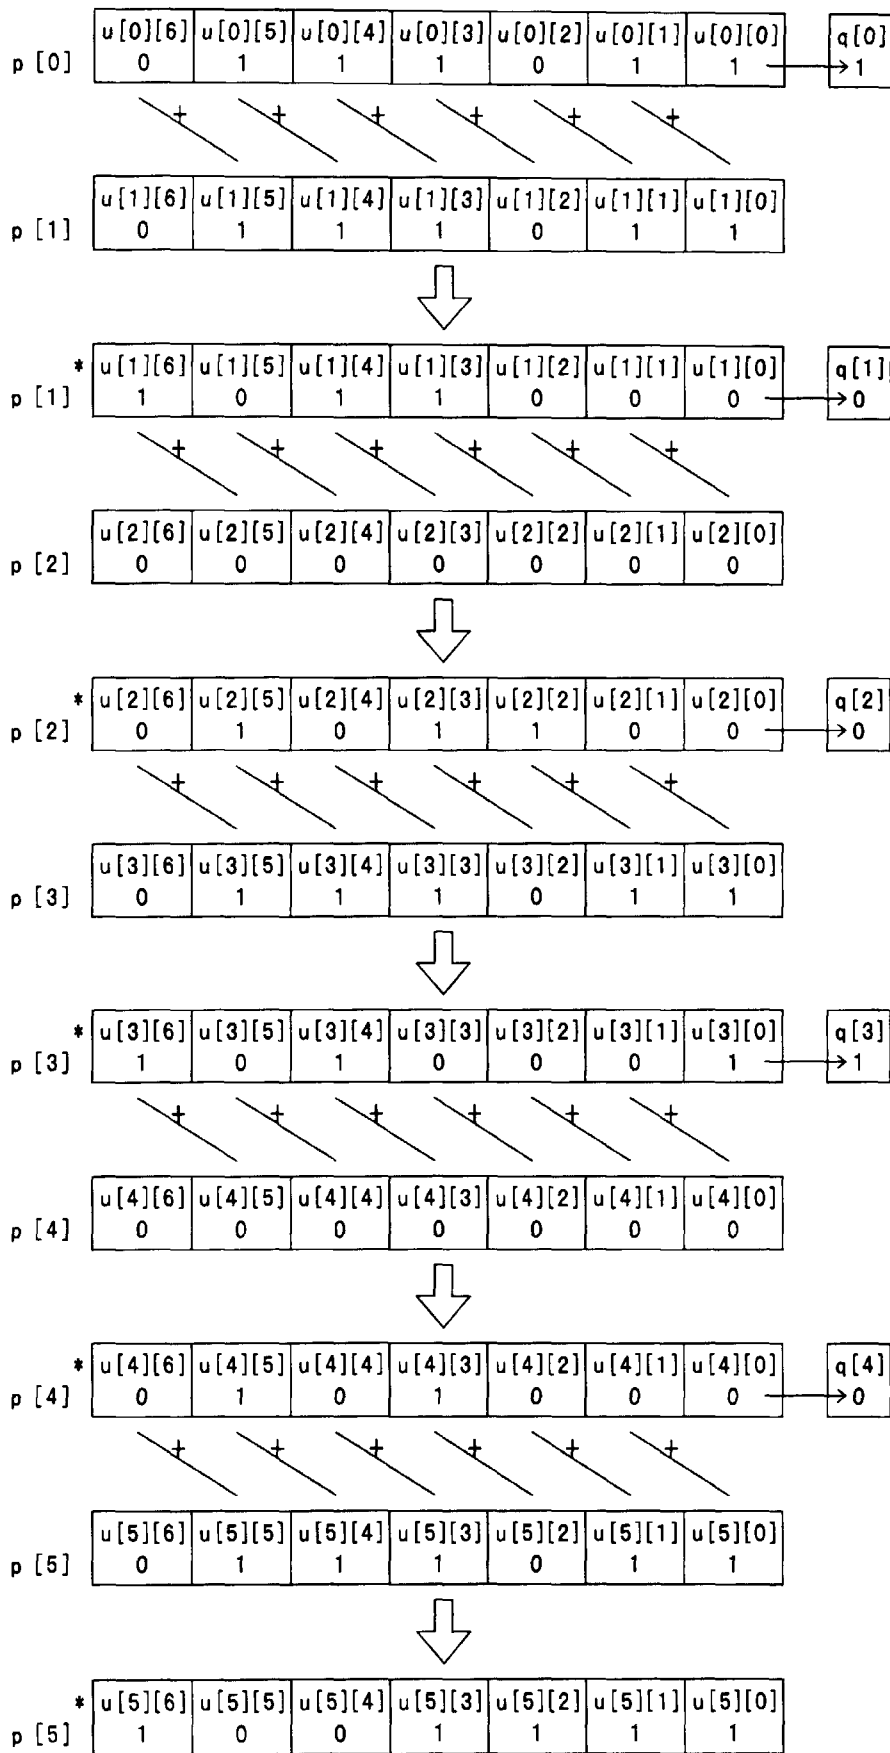 u[0][6] u[0][5] u[0][4] u[0][3] u[0][2] u[0][1] u[0][0] q[0]
p [0] 0 1 1 1 0 1 1 1
+ + + + + +
u[1][6] u[1][5] u[1][4] u[1][3] u[1][2] u[1][1] u[1][0]
p [1] 0 1 1 1 0 1 1
* u[1][6] u[1][5] u[1][4] u[1][3] u[1][2] u[1][1] u[1][0] q[1]
p [1] 1 0 1 1 0 0 0 0
+ + + + + +
u[2][6] u[2][5] u[2][4] u[2][3] u[2][2] u[2][1] u[2][0]
p [2] 0 0 0 0 0 0 0
* u[2][6] u[2][5] u[2][4] u[2][3] u[2][2] u[2][1] u[2][0] q[2]
p [2] 0 1 0 1 1 0 0 0
+ + + + + +
u[3][6] u[3][5] u[3][4] u[3][3] u[3][2] u[3][1] u[3][0]
p [3] 0 1 1 1 0 1 1
* u[3][6] u[3][5] u[3][4] u[3][3] u[3][2] u[3][1] u[3][0] q[3]
p [3] 1 0 1 0 0 0 1 1
+ + + + + +
u[4][6] u[4][5] u[4][4] u[4][3] u[4][2] u[4][1] u[4][0]
p [4] 0 0 0 0 0 0 0
* u[4][6] u[4][5] u[4][4] u[4][3] u[4][2] u[4][1] u[4][0] q[4]
p [4] 0 1 0 1 0 0 0 0
+ + + + + +
u[5][6] u[5][5] u[5][4] u[5][3] u[5][2] u[5][1] u[5][0]
p [5] 0 1 1 1 0 1 1
* u[5][6] u[5][5] u[5][4] u[5][3] u[5][2] u[5][1] u[5][0]
p [5] 1 0 0 1 1 1 1